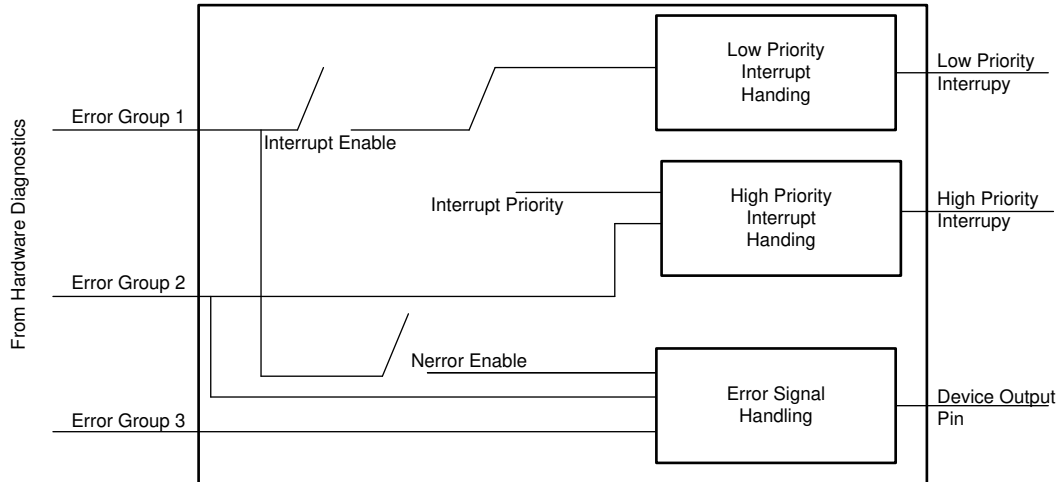 From Hardware Diagnostics
Error Group 1
Interrupt Enable
Low Priority
Interrupt
Handing
Low Priority
Interrupy
Interrupt Priority
High Priority
Interrupt
Handing
High Priority
Interrupy
Error Group 2
Nerror Enable
Error Group 3
Error Signal
Handling
Device Output
Pin